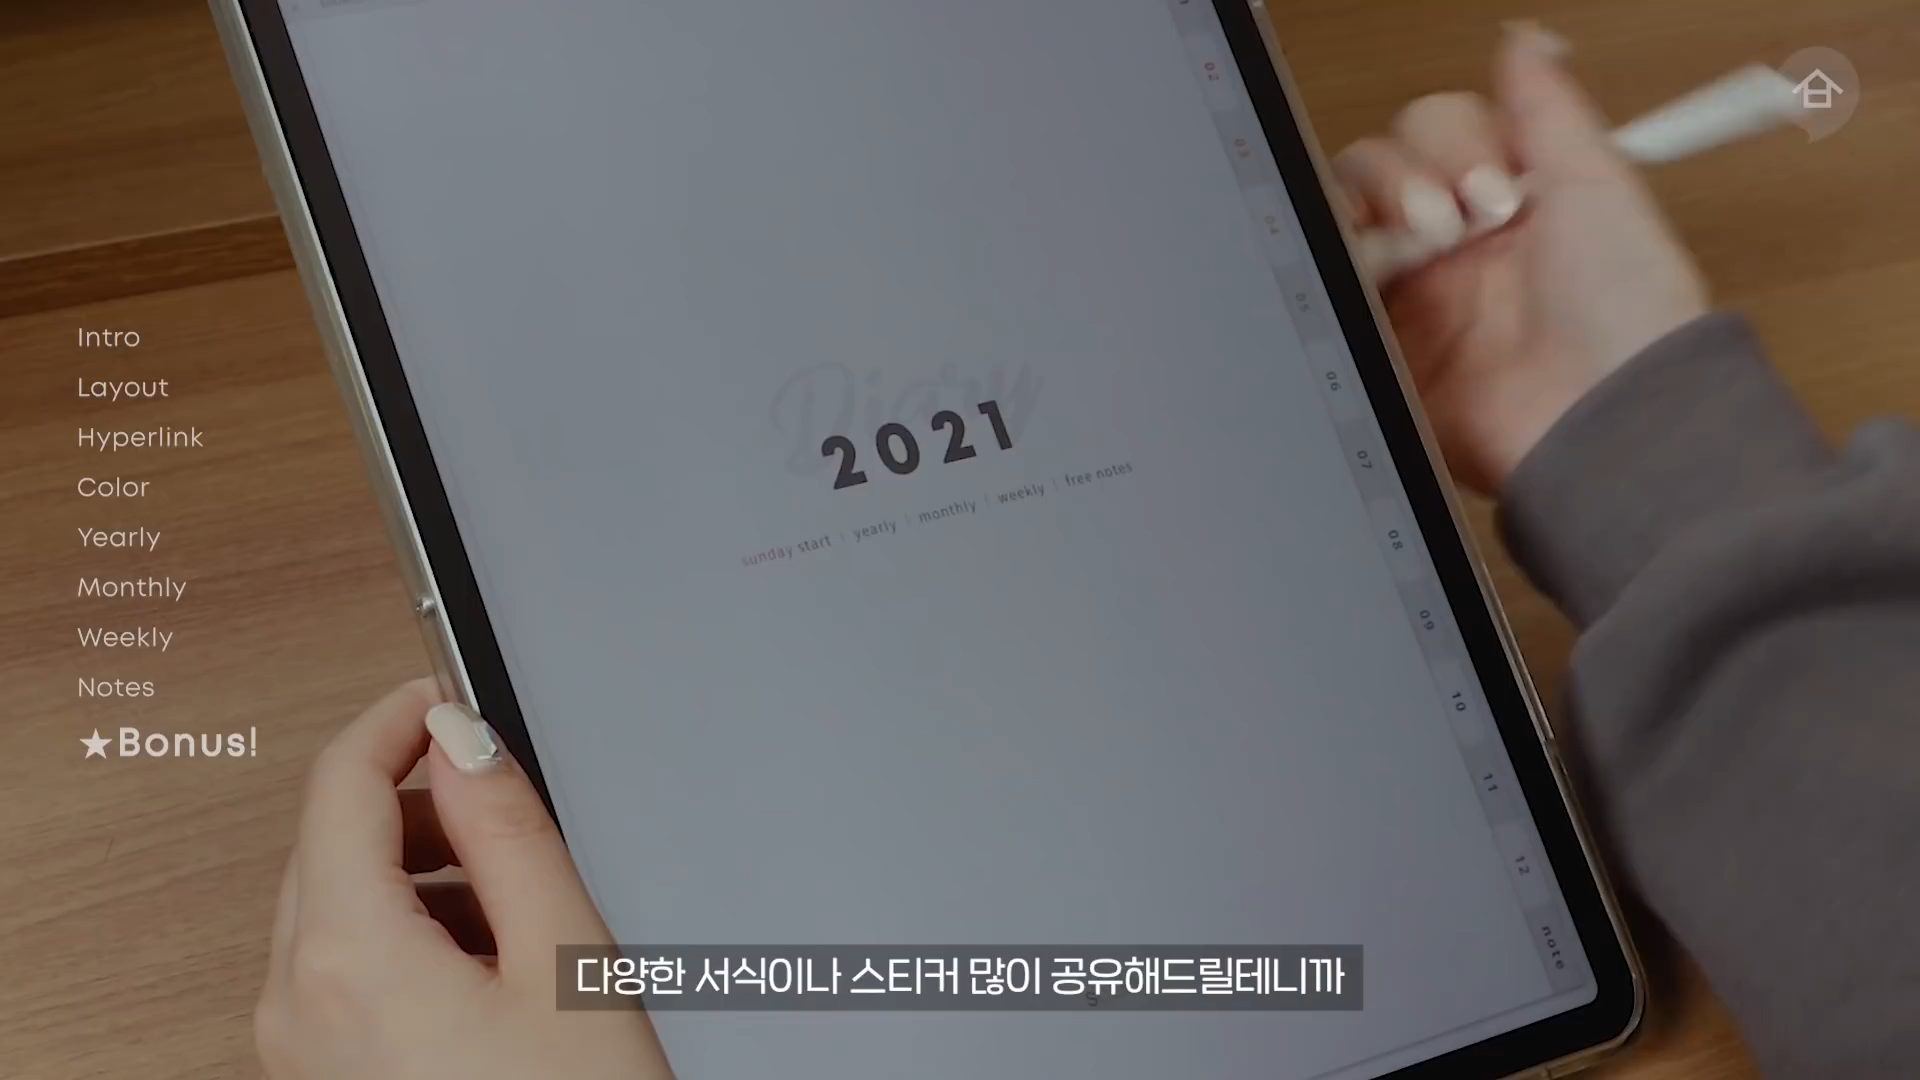 Intro
Layout
Hyperlink
Color
Yearly
Monthly
Weekly
Notes
★Bonus!
Diary
2021
sunday start | yearly | monthly | weekly | free notes
02
03
04
05
06
07
08
09
10
11
12
note
다양한 서식이나 스티커 많이 공유해드릴테니까